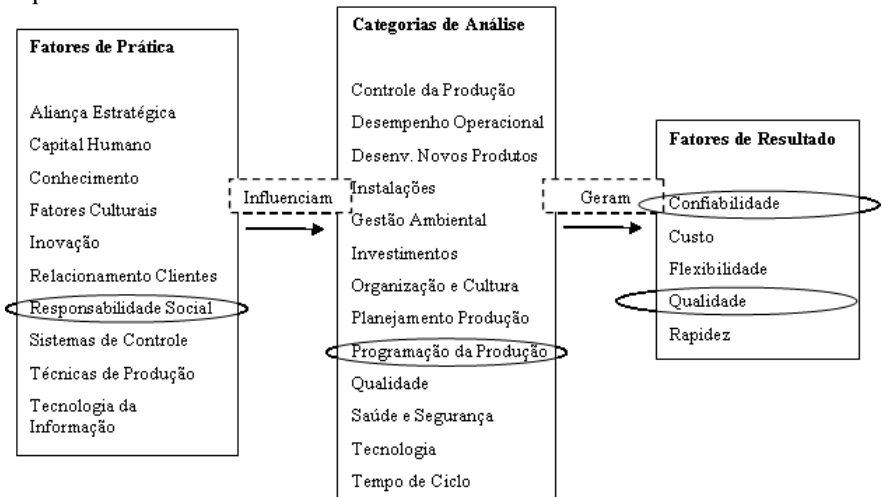 Fatores de Prática
Aliança Estratégica
Capital Humano
Conhecimento
Fatores Culturais
Inovação
Relacionamento Clientes
Responsabilidade Social
Sistemas de Controle
Técnicas de Produção
Tecnologia da
Informação
Influenciam
Categorias de Análise
Controle da Produção
Desempenho Operacional
Desenv. Novos Produtos
Instalações
Gestão Ambiental
Investimentos
Organização e Cultura
Planejamento Produção
Programação da Produção
Qualidade
Saúde e Segurança
Tecnologia
Tempo de Ciclo
Geram
Fatores de Resultado
Confiabilidade
Custo
Flexibilidade
Qualidade
Rapidez